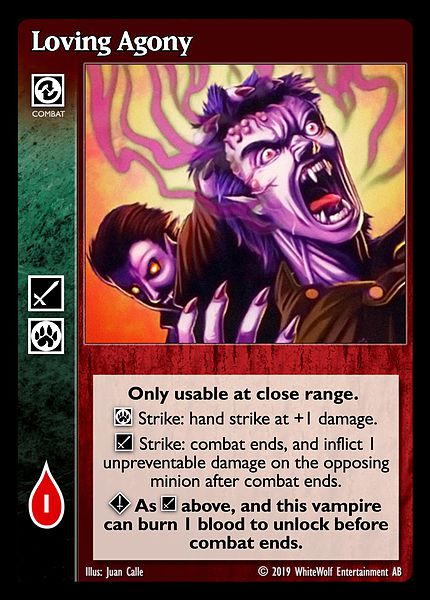 Loving Agony
COMBAT
Only usable at close range.
Strike: hand strike at +1 damage.
Strike: combat ends, and inflict 1
unpreventable damage on the opposing
minion after combat ends.
As above, and this vampire
can burn 1 blood to unlock before
combat ends.
1
Illus: Juan Calle
© 2019 WhiteWolf Entertainment AB